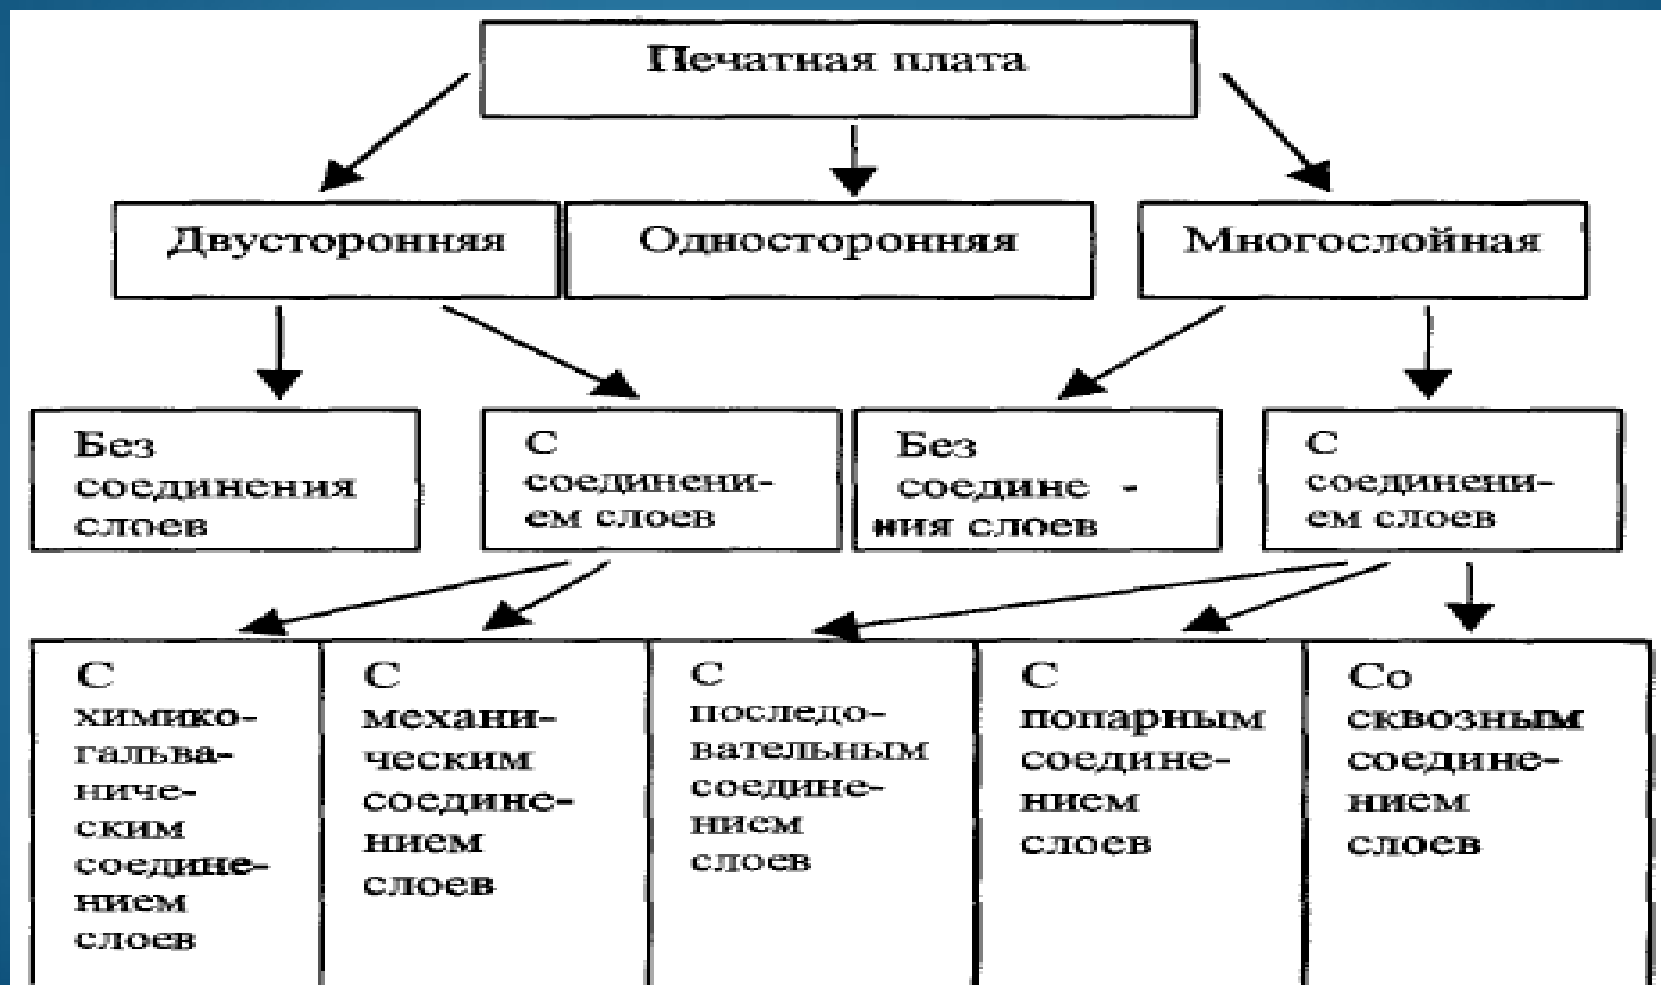 Печатная плата
Двусторонняя
Односторонняя
Многослойная
Без
соединения
слоев
С
соединени-
ем слоев
Без
соедине -
ния слоев
С
соединени-
ем слоев
С
химико-
гальва-
ниче-
ским
соедине-
нием
слоев
С
механи-
ческим
соедине-
нием
слоев
С
последо-
вательным
соедине-
нием
слоев
С
попарным
соедине-
нием
слоев
Со
сквозным
соедине-
нием
слоев